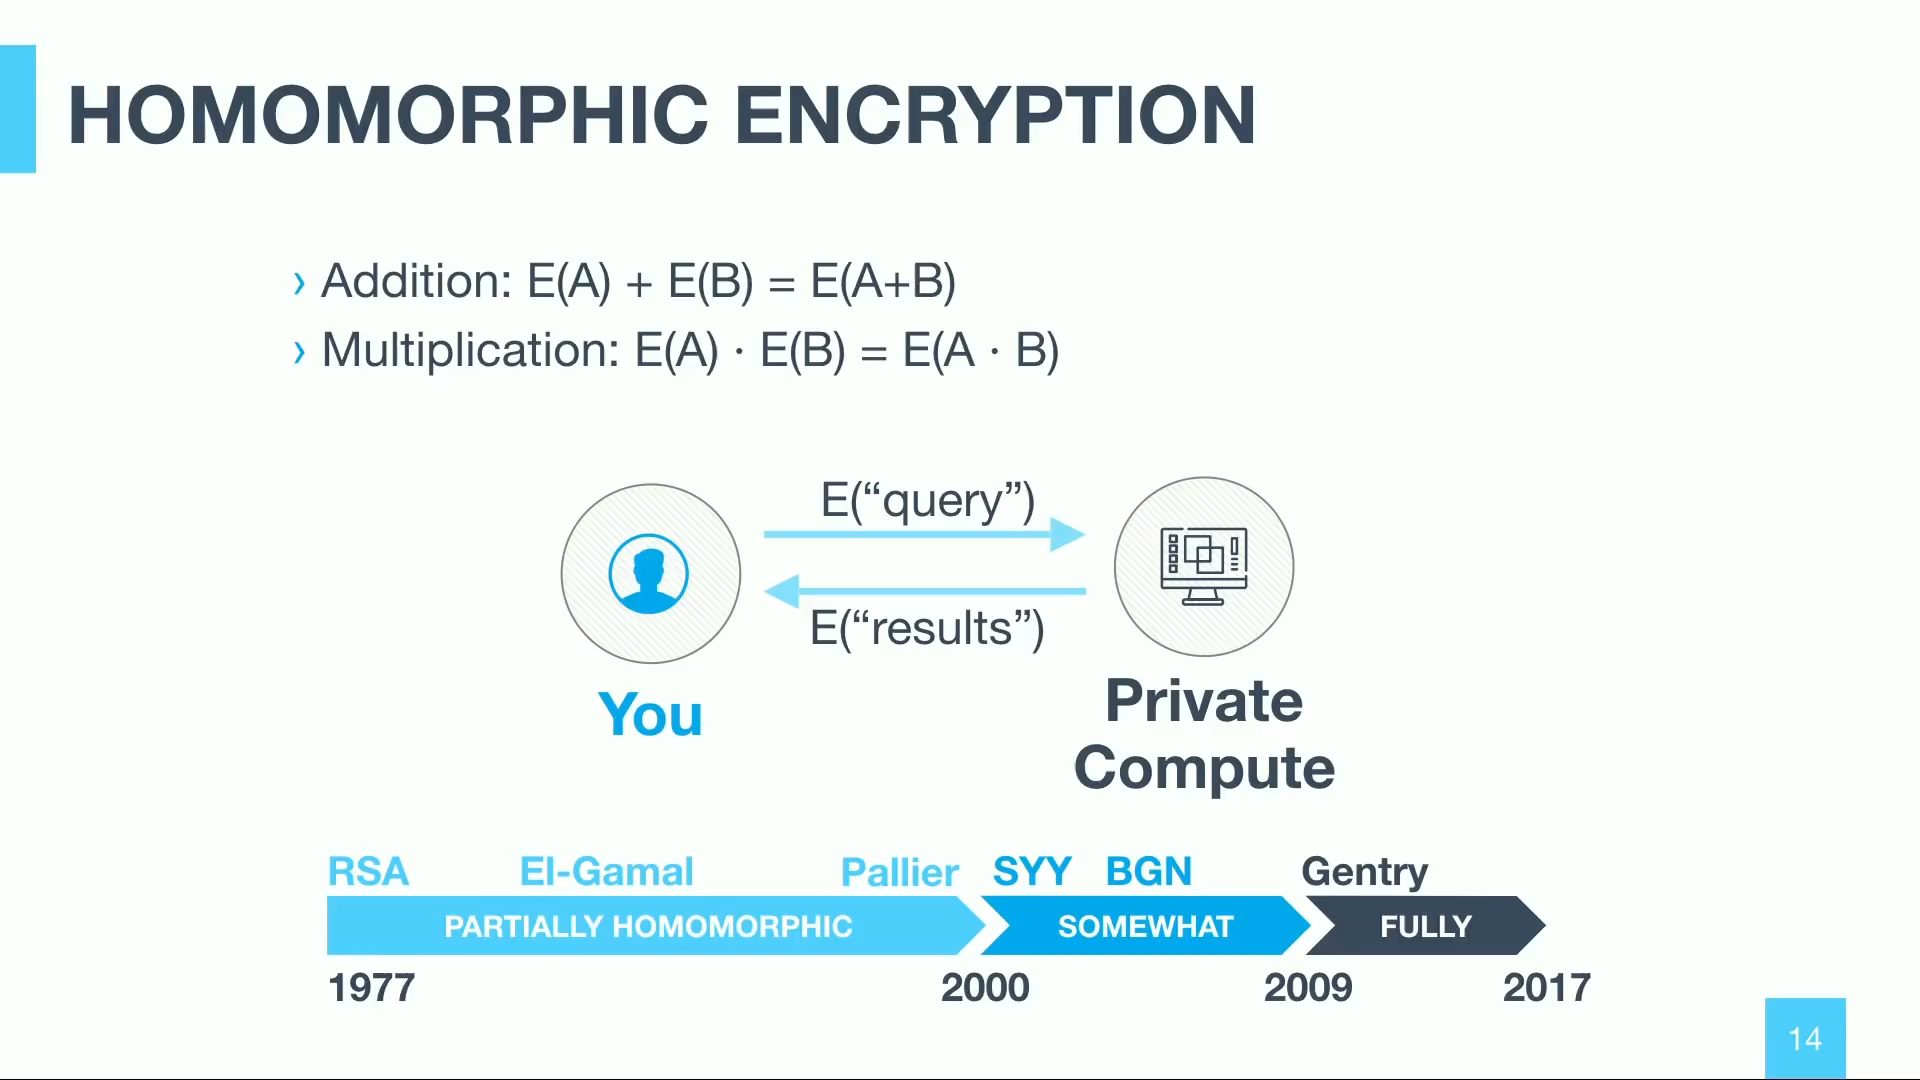 HOMOMORPHIC ENCRYPTION
› Addition: E(A) + E(B) = E(A+B)
› Multiplication: E(A) · E(B) = E(A · B)
E(“query”)
E(“results”)
You
Private
Compute
RSA El-Gamal Pallier SYY BGN Gentry
PARTIALLY HOMOMORPHIC SOMEWHAT FULLY
1977 2000 2009 2017
14